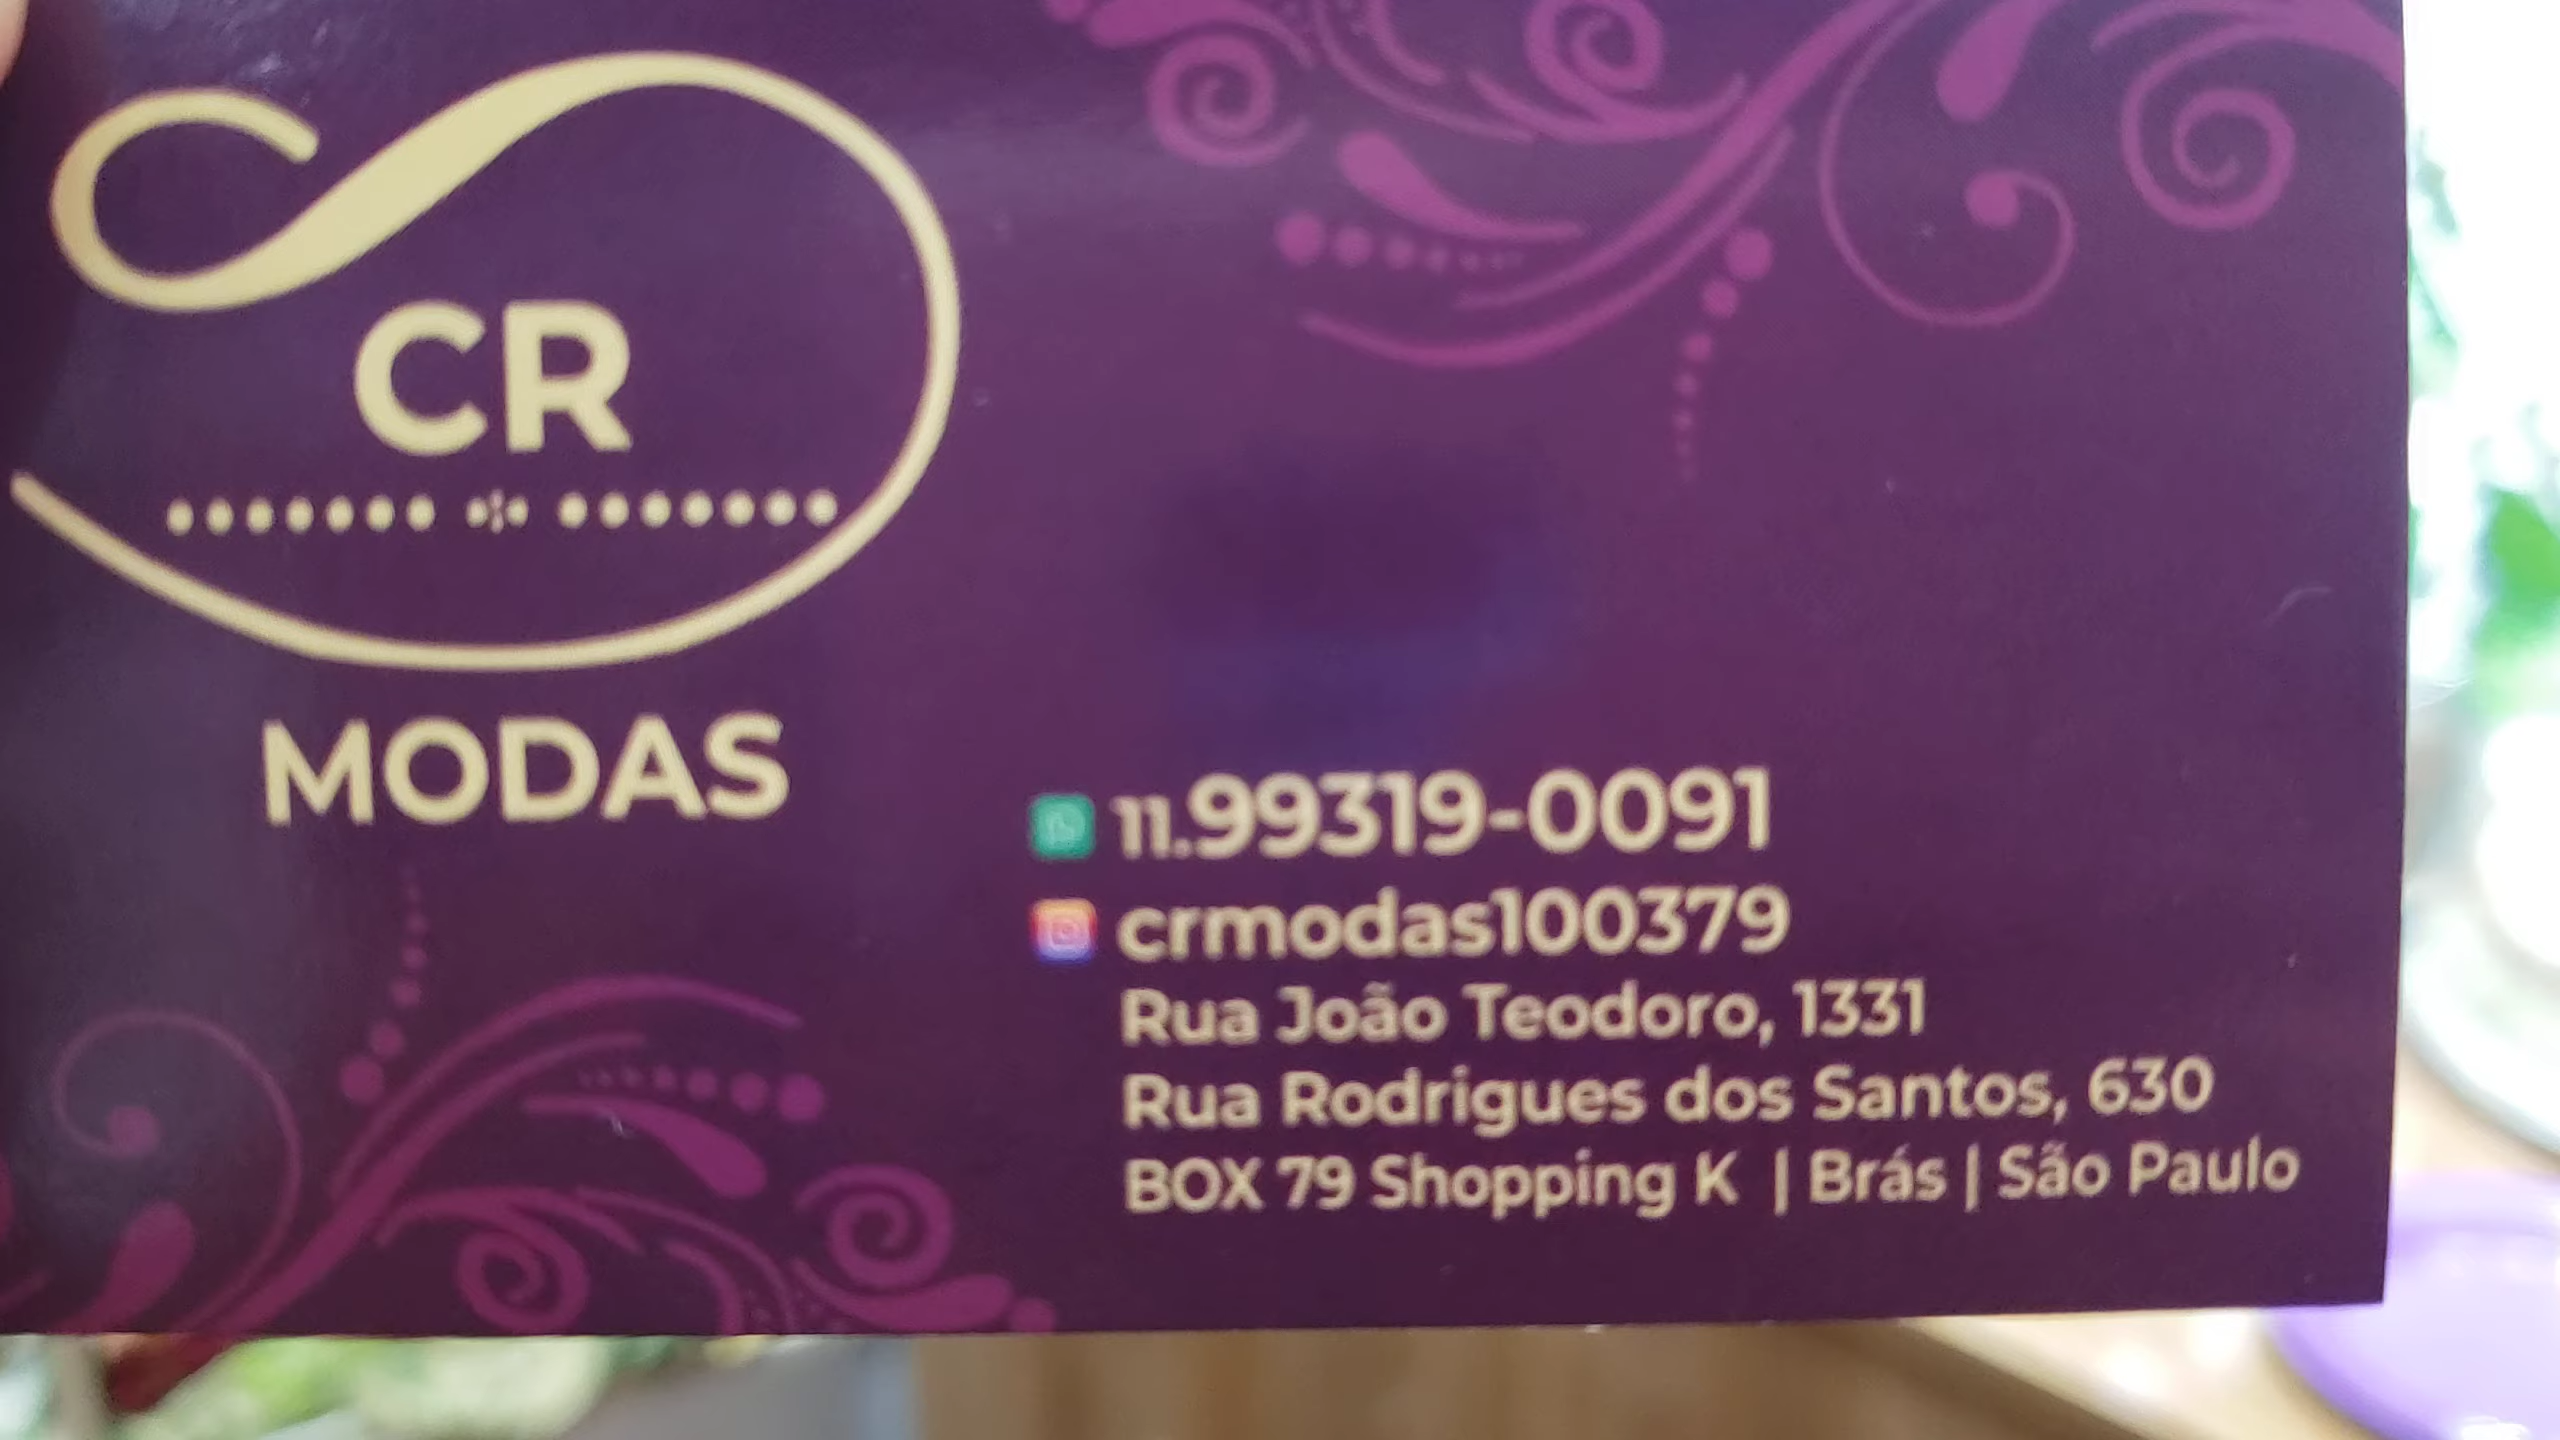 CR
MODAS
11.99319-0091
crmodas100379
Rua João Teodoro, 1331
Rua Rodrigues dos Santos, 630
BOX 79 Shopping K | Brás | São Paulo